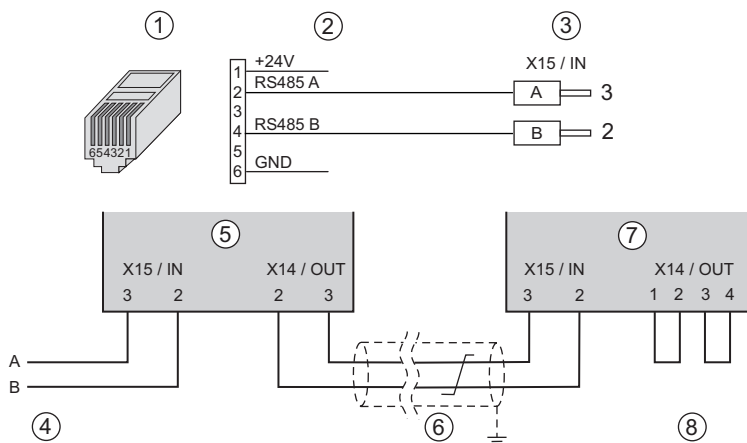 1
2
3
654321
1 +24V
2 RS485 A
3
4 RS485 B
5
6 GND
X15 / IN
A 3
B 2
5
X15 / IN X14 / OUT
3 2 2 3
7
X15 / IN X14 / OUT
3 2 1 2 3 4
A
B
4
6
8